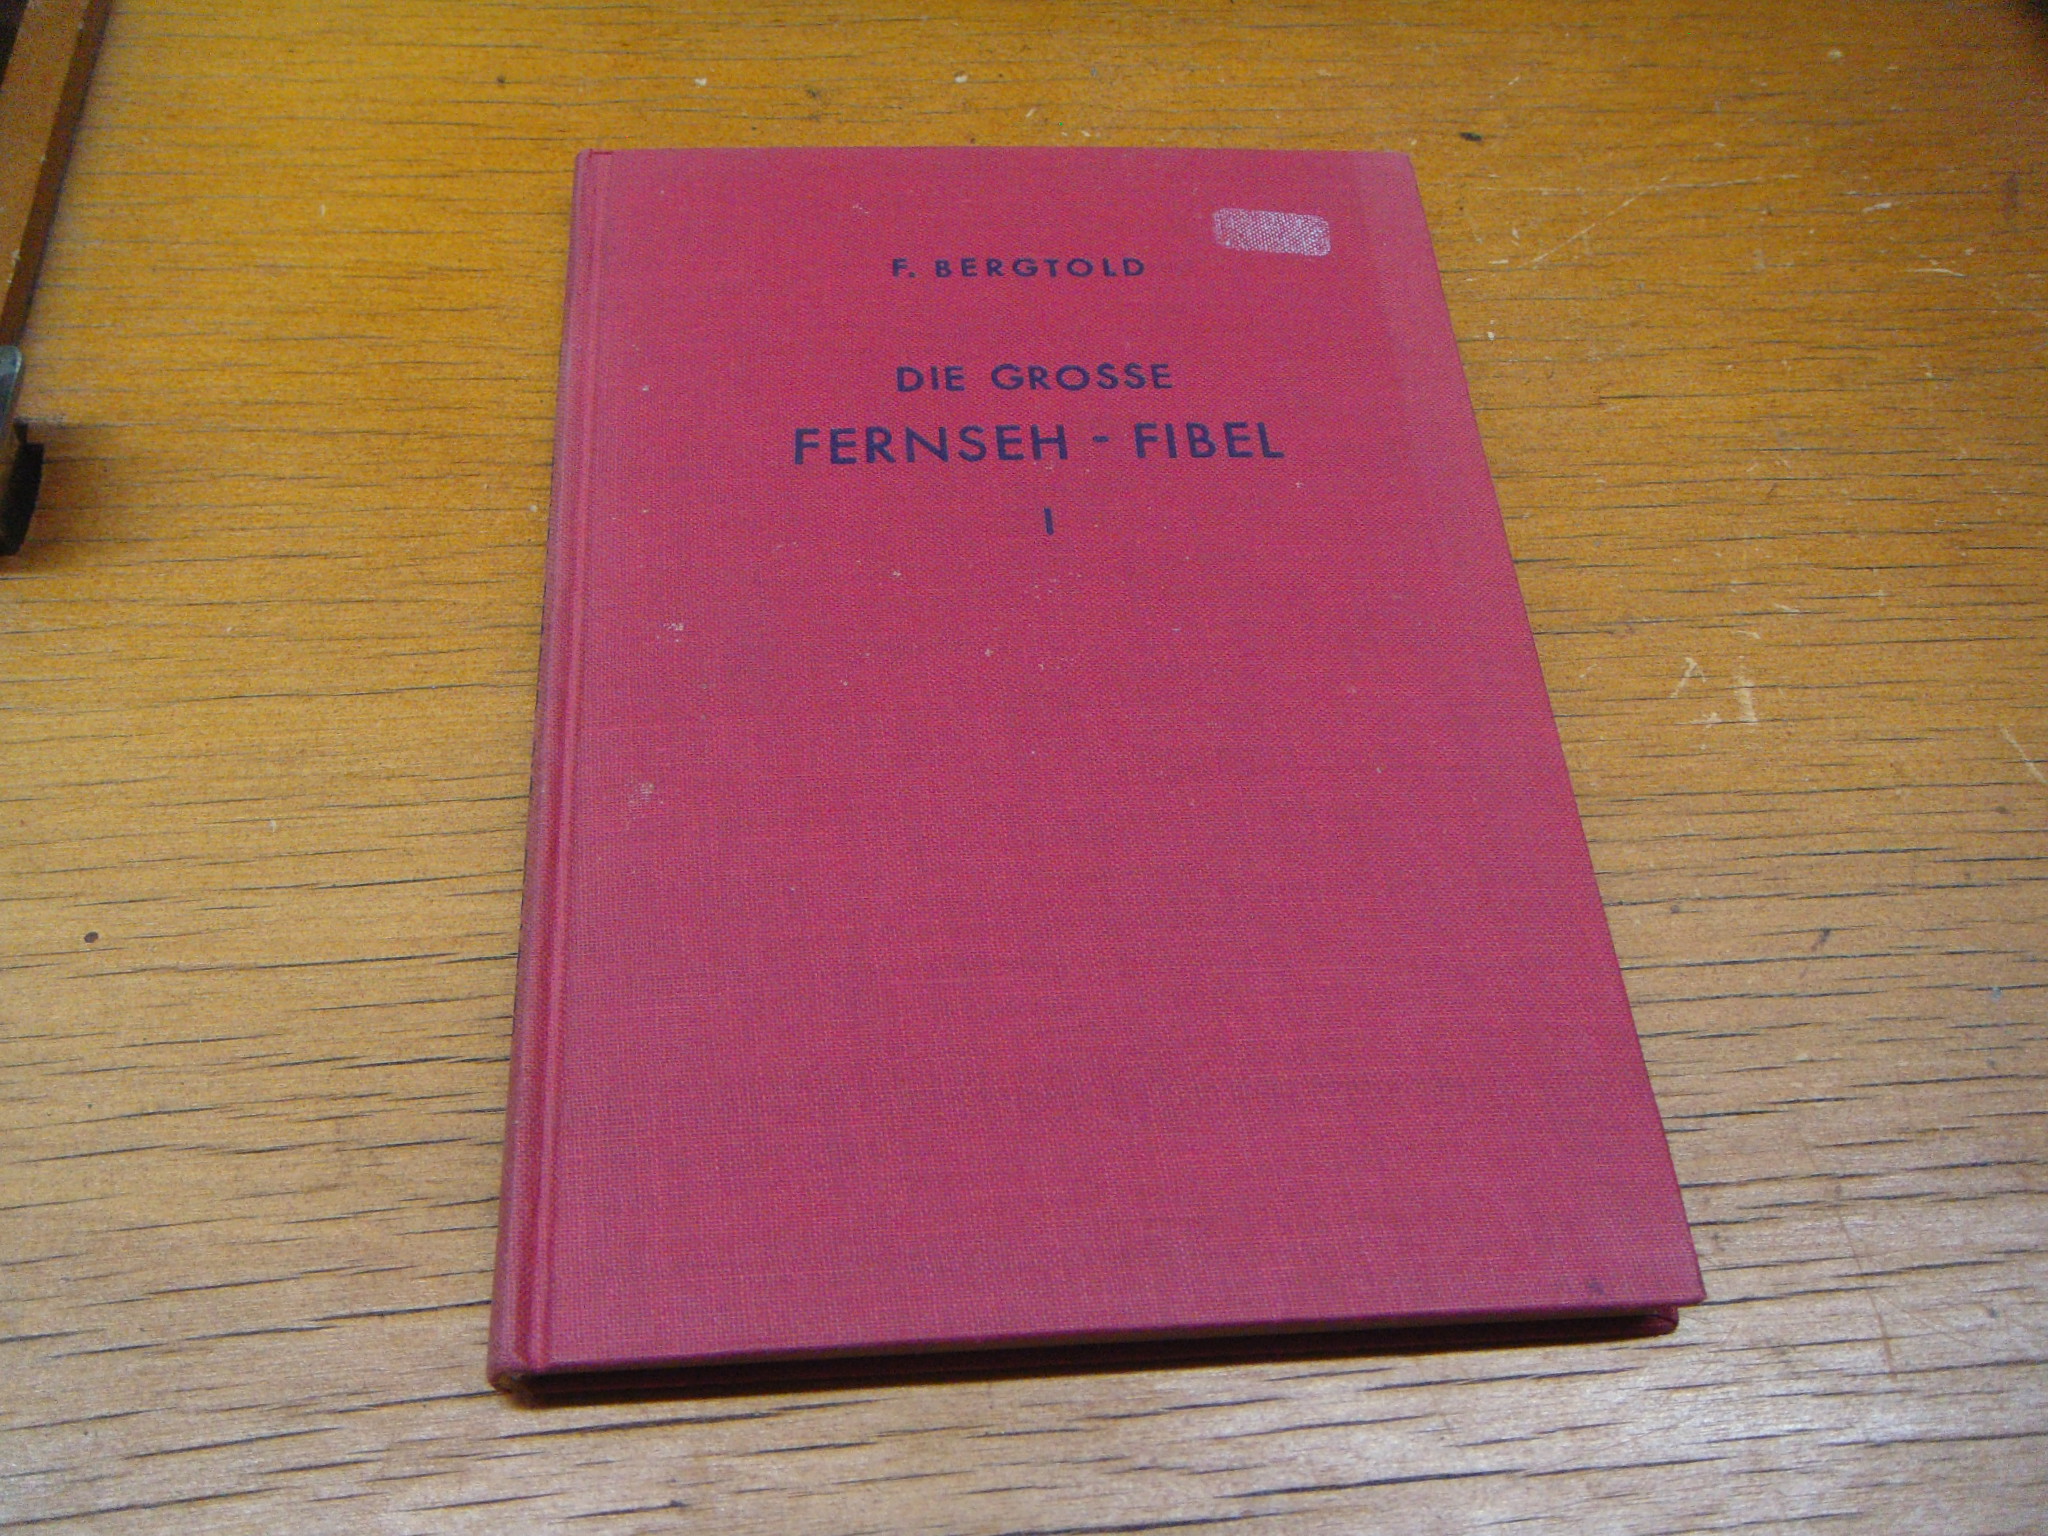 F. BERGTOLD
DIE GROSSE
FERNSEH - FIBEL
I